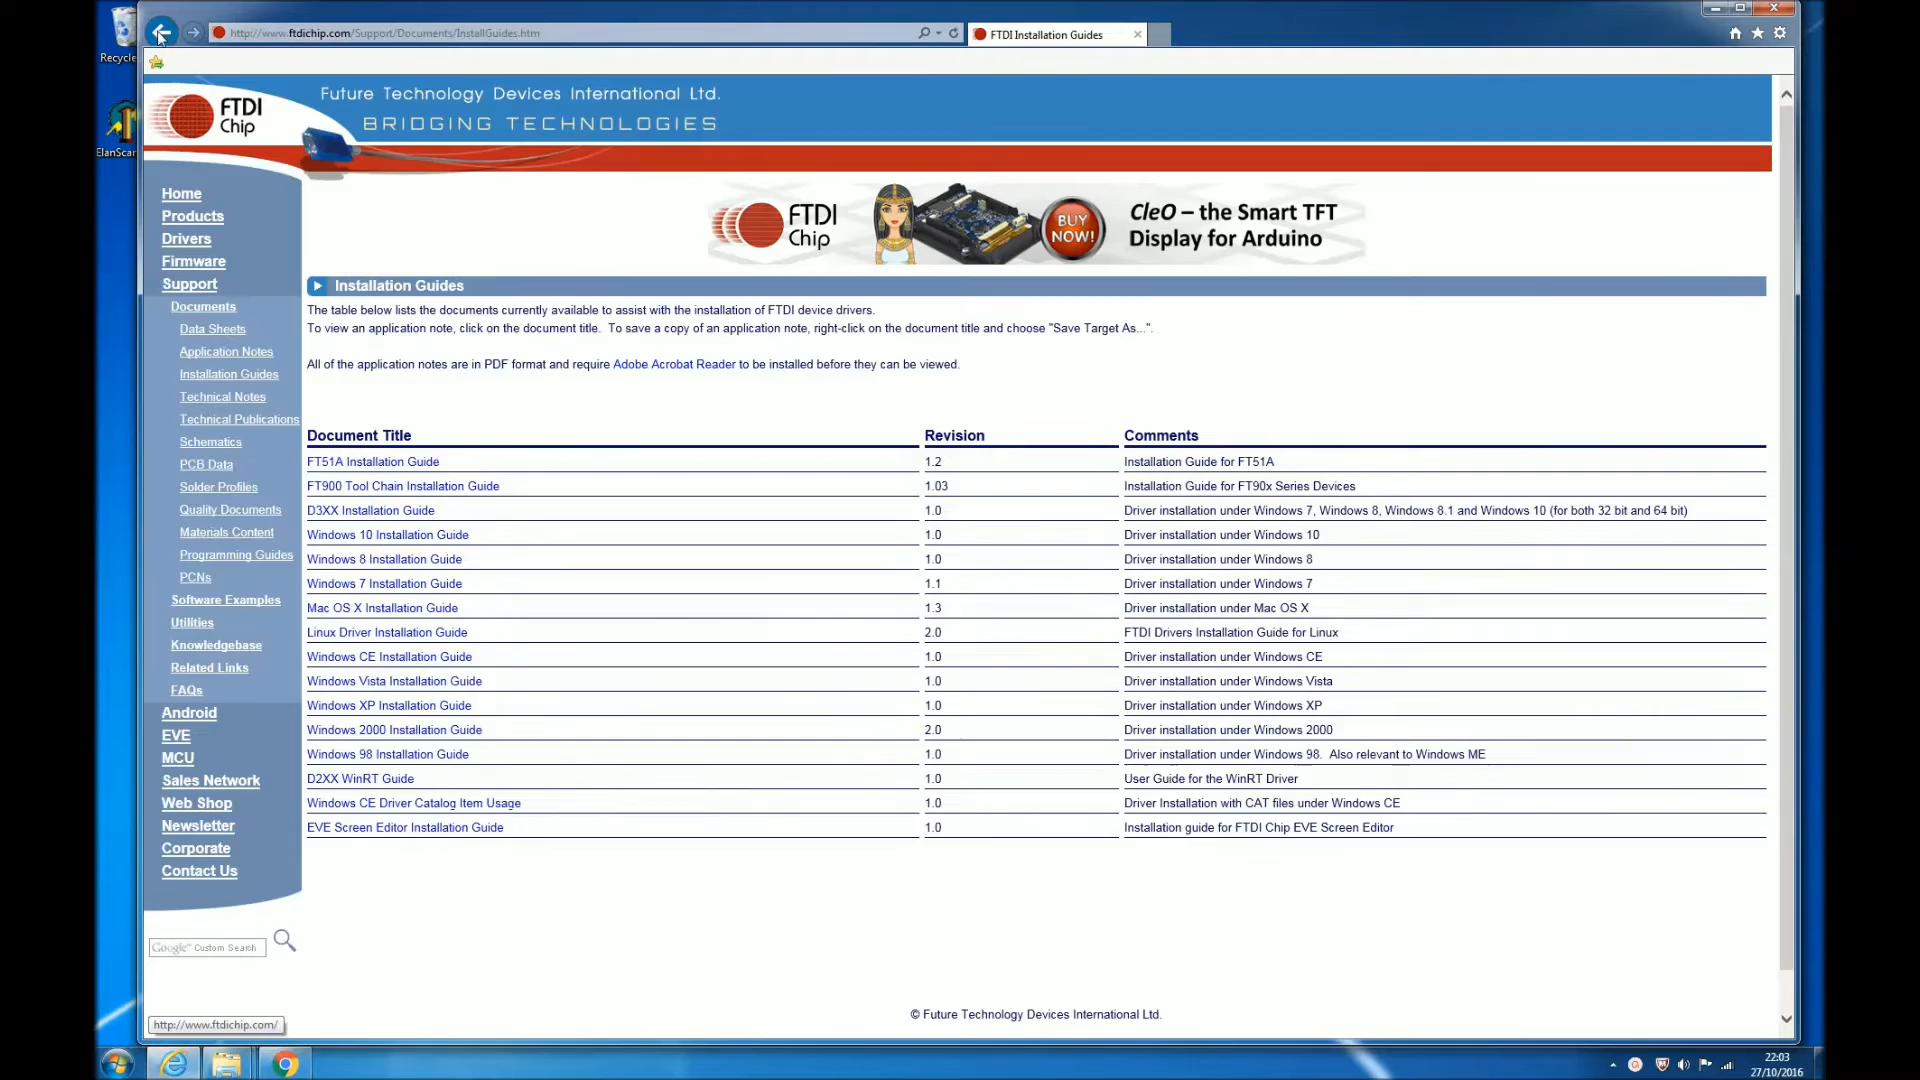 Recycle
ElanScan
http://www.ftdichip.com/Support/Documents/InstallGuides.htm
FTDI Installation Guides
FTDI
Chip
Future Technology Devices International Ltd.
BRIDGING TECHNOLOGIES
Home
Products
Drivers
Firmware
Support
Documents
Data Sheets
Application Notes
Installation Guides
Technical Notes
Technical Publications
Schematics
PCB Data
Solder Profiles
Quality Documents
Materials Content
Programming Guides
PCNs
Software Examples
Utilities
Knowledgebase
Related Links
FAQs
Android
EVE
MCU
Sales Network
Web Shop
Newsletter
Corporate
Contact Us
Google™ Custom Search
FTDI
Chip
BUY
NOW!
CleO – the Smart TFT
Display for Arduino
Installation Guides
The table below lists the documents currently available to assist with the installation of FTDI device drivers.
To view an application note, click on the document title. To save a copy of an application note, right-click on the document title and choose "Save Target As...".
All of the application notes are in PDF format and require Adobe Acrobat Reader to be installed before they can be viewed.
Document Title Revision Comments
FT51A Installation Guide 1.2 Installation Guide for FT51A
FT900 Tool Chain Installation Guide 1.03 Installation Guide for FT90x Series Devices
D3XX Installation Guide 1.0 Driver installation under Windows 7, Windows 8, Windows 8.1 and Windows 10 (for both 32 bit and 64 bit)
Windows 10 Installation Guide 1.0 Driver installation under Windows 10
Windows 8 Installation Guide 1.0 Driver installation under Windows 8
Windows 7 Installation Guide 1.1 Driver installation under Windows 7
Mac OS X Installation Guide 1.3 Driver installation under Mac OS X
Linux Driver Installation Guide 2.0 FTDI Drivers Installation Guide for Linux
Windows CE Installation Guide 1.0 Driver installation under Windows CE
Windows Vista Installation Guide 1.0 Driver installation under Windows Vista
Windows XP Installation Guide 1.0 Driver installation under Windows XP
Windows 2000 Installation Guide 2.0 Driver installation under Windows 2000
Windows 98 Installation Guide 1.0 Driver installation under Windows 98. Also relevant to Windows ME
D2XX WinRT Guide 1.0 User Guide for the WinRT Driver
Windows CE Driver Catalog Item Usage 1.0 Driver Installation with CAT files under Windows CE
EVE Screen Editor Installation Guide 1.0 Installation guide for FTDI Chip EVE Screen Editor
© Future Technology Devices International Ltd.
http://www.ftdichip.com/
22:03
27/10/2016